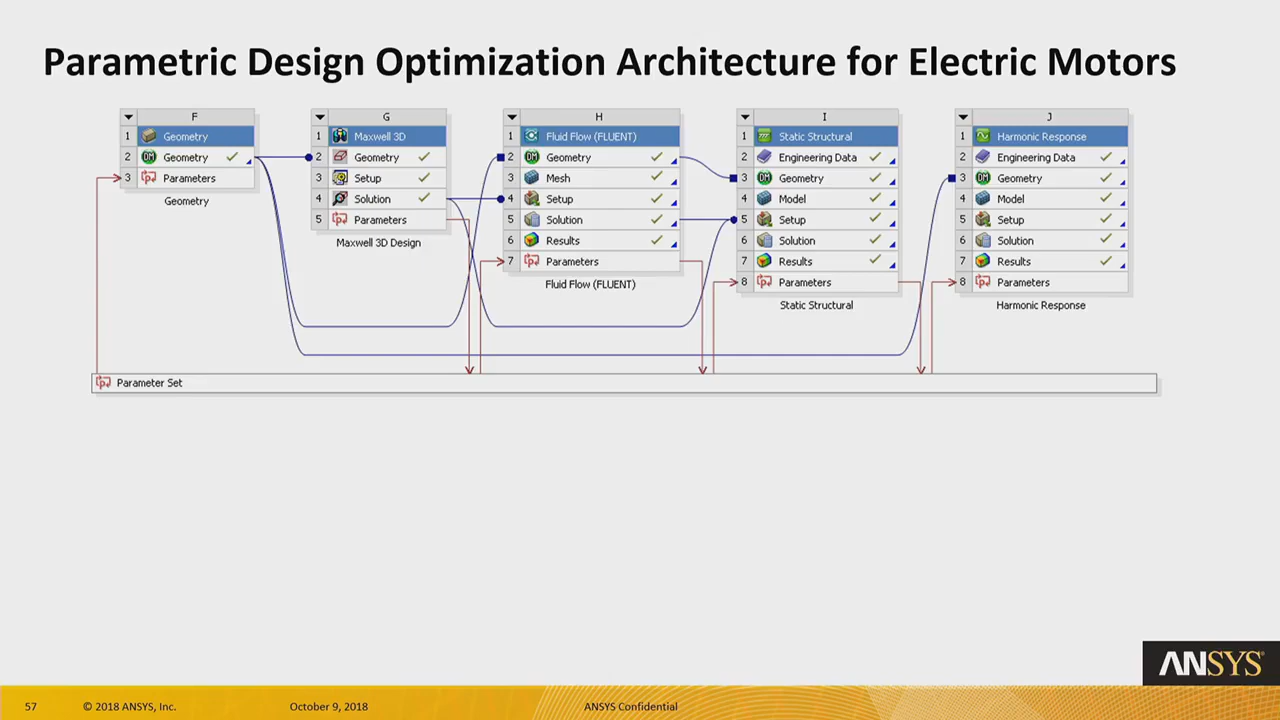 Parametric Design Optimization Architecture for Electric Motors
F
1 Geometry
2 Geometry
3 Parameters
Geometry
G
1 Maxwell 3D
2 Geometry
3 Setup
4 Solution
5 Parameters
Maxwell 3D Design
H
1 Fluid Flow (FLUENT)
2 Geometry
3 Mesh
4 Setup
5 Solution
6 Results
7 Parameters
Fluid Flow (FLUENT)
I
1 Static Structural
2 Engineering Data
3 Geometry
4 Model
5 Setup
6 Solution
7 Results
8 Parameters
Static Structural
J
1 Harmonic Response
2 Engineering Data
3 Geometry
4 Model
5 Setup
6 Solution
7 Results
8 Parameters
Harmonic Response
Parameter Set
ANSYS
57 © 2018 ANSYS, Inc. October 9, 2018 ANSYS Confidential